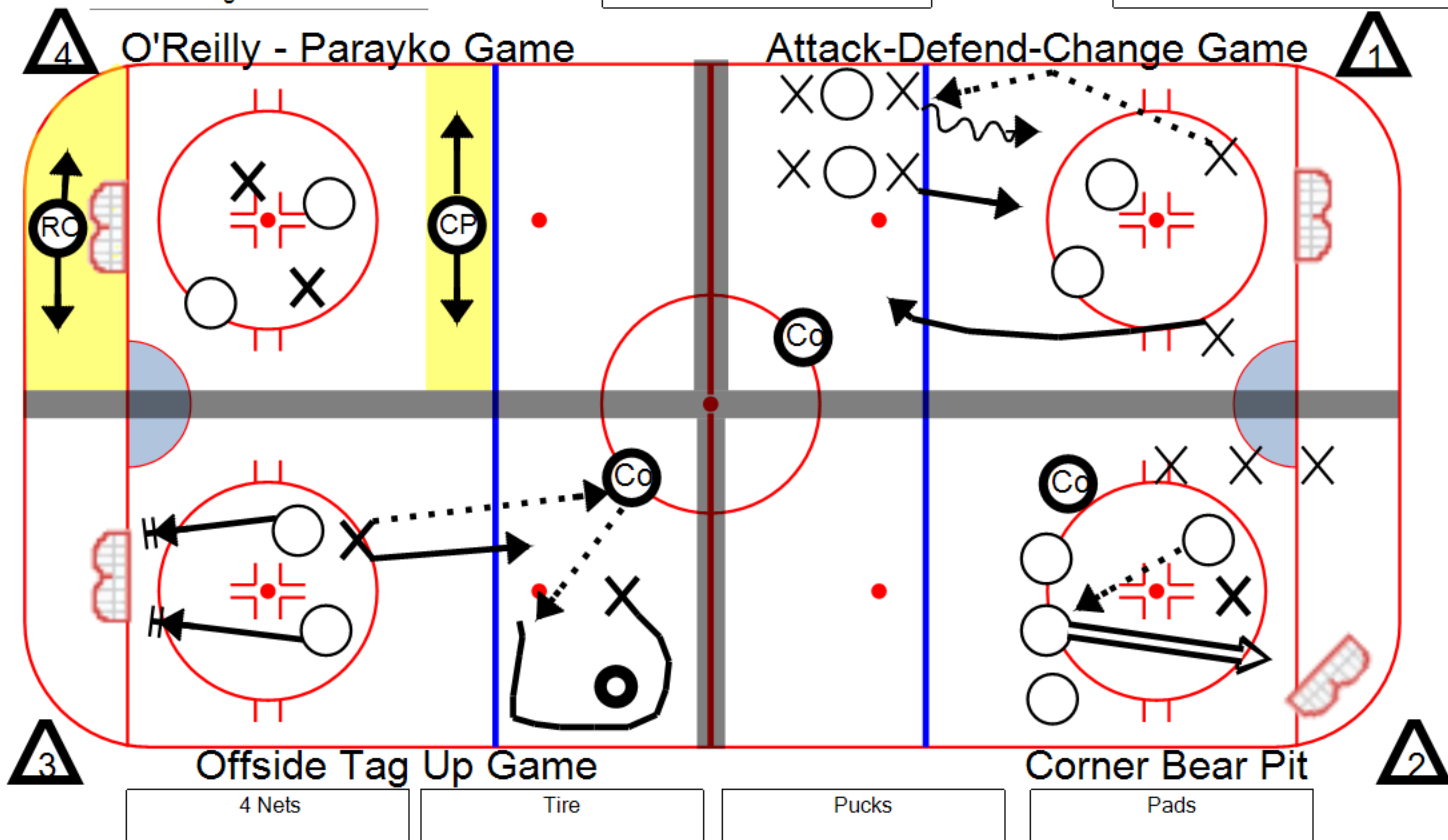 4 O'Reilly - Parayko Game Attack-Defend-Change Game 1
CP
Co
Co
Co
3 Offside Tag Up Game Corner Bear Pit 2
4 Nets Tire Pucks Pads